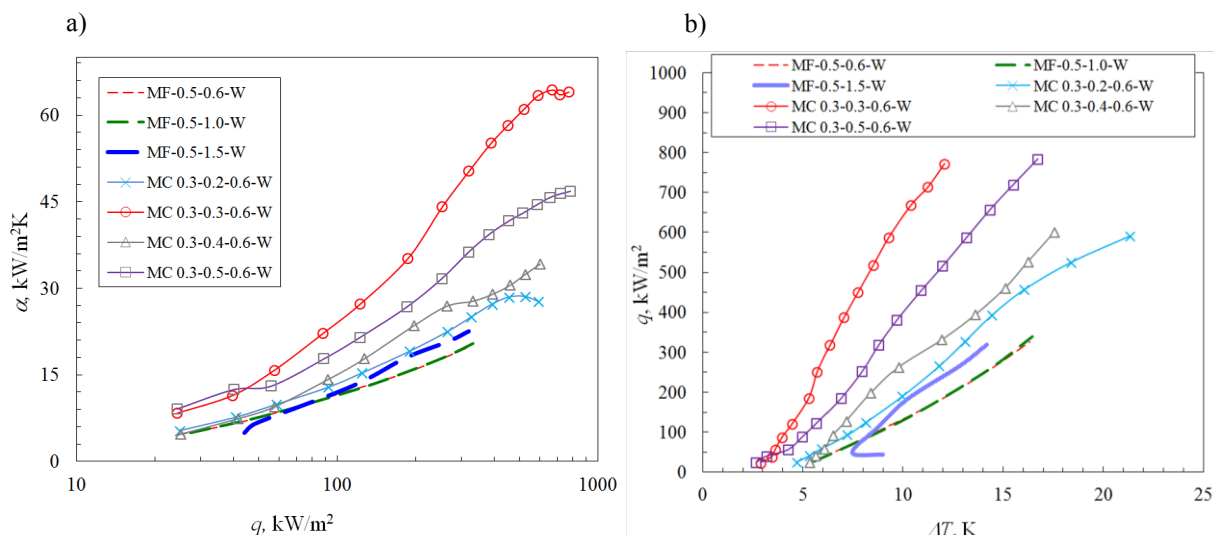 a)
MF-0.5-0.6-W
MF-0.5-1.0-W
MF-0.5-1.5-W
MC 0.3-0.2-0.6-W
MC 0.3-0.3-0.6-W
MC 0.3-0.4-0.6-W
MC 0.3-0.5-0.6-W
60
45
30
15
0
α, kW/m²K
10 100 1000
q, kW/m²
b)
MF-0.5-0.6-W MF-0.5-1.0-W
MF-0.5-1.5-W MC 0.3-0.2-0.6-W
MC 0.3-0.3-0.6-W MC 0.3-0.4-0.6-W
MC 0.3-0.5-0.6-W
1000
900
800
700
600
500
400
300
200
100
0
q, kW/m²
0 5 10 15 20 25
ΔT, K